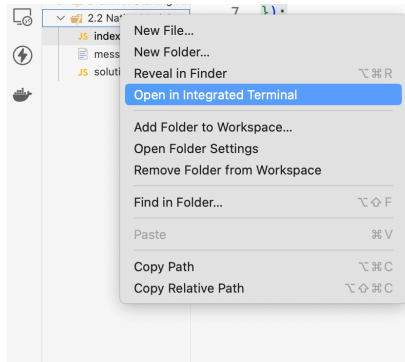 2.2 Nati
7 });
JS index
mess
JS soluti
New File...
New Folder...
Reveal in Finder ⌥⌘R
Open in Integrated Terminal
Add Folder to Workspace...
Open Folder Settings
Remove Folder from Workspace
Find in Folder... ⌥⇧F
Paste ⌘V
Copy Path ⌥⌘C
Copy Relative Path ⌥⇧⌘C